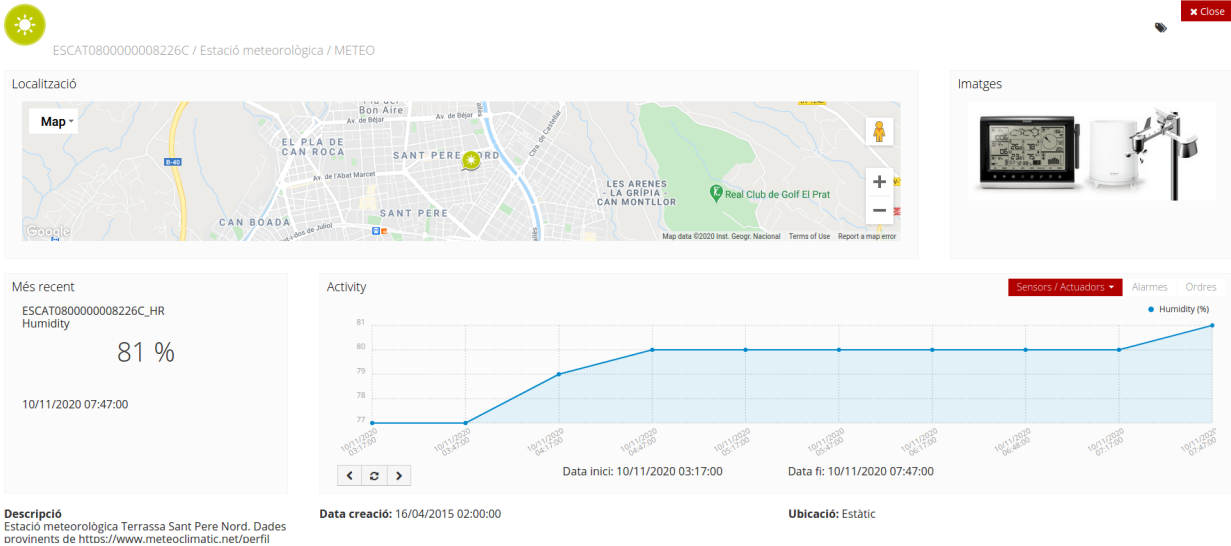 ✖ Close
ESCAT0800000008226C / Estació meteorològica / METEO
Localització
Imatges
Map
Bon Aire
Av. de Béjar
Av. de Béjar
Ctra. de Castellar
EL PLA DE
CAN ROCA
SANT PERE NORD
B-40
Av. de l'Abat Marcet
LES ARENES
- LA GRÍPIA -
CAN MONTLLOR
Real Club de Golf El Prat
SANT PERE
CAN BOADA
Google
Map data ©2020 Inst. Geogr. Nacional
Terms of Use
Report a map error
Més recent
ESCAT0800000008226C_HR
Humidity
81 %
10/11/2020 07:47:00
Activity
Sensors / Actuadors
Alarmes
Ordres
Humidity (%)
81
80
79
78
77
10/11/2020 03:17:00
10/11/2020 03:47:00
10/11/2020 04:17:00
10/11/2020 04:47:00
10/11/2020 05:17:00
10/11/2020 05:47:00
10/11/2020 06:17:00
10/11/2020 06:48:00
10/11/2020 07:17:00
10/11/2020 07:47:00
Data inici: 10/11/2020 03:17:00
Data fi: 10/11/2020 07:47:00
Descripció
Estació meteorològica Terrassa Sant Pere Nord. Dades
provinents de https://www.meteoclimatic.net/perfil
Data creació: 16/04/2015 02:00:00
Ubicació: Estàtic